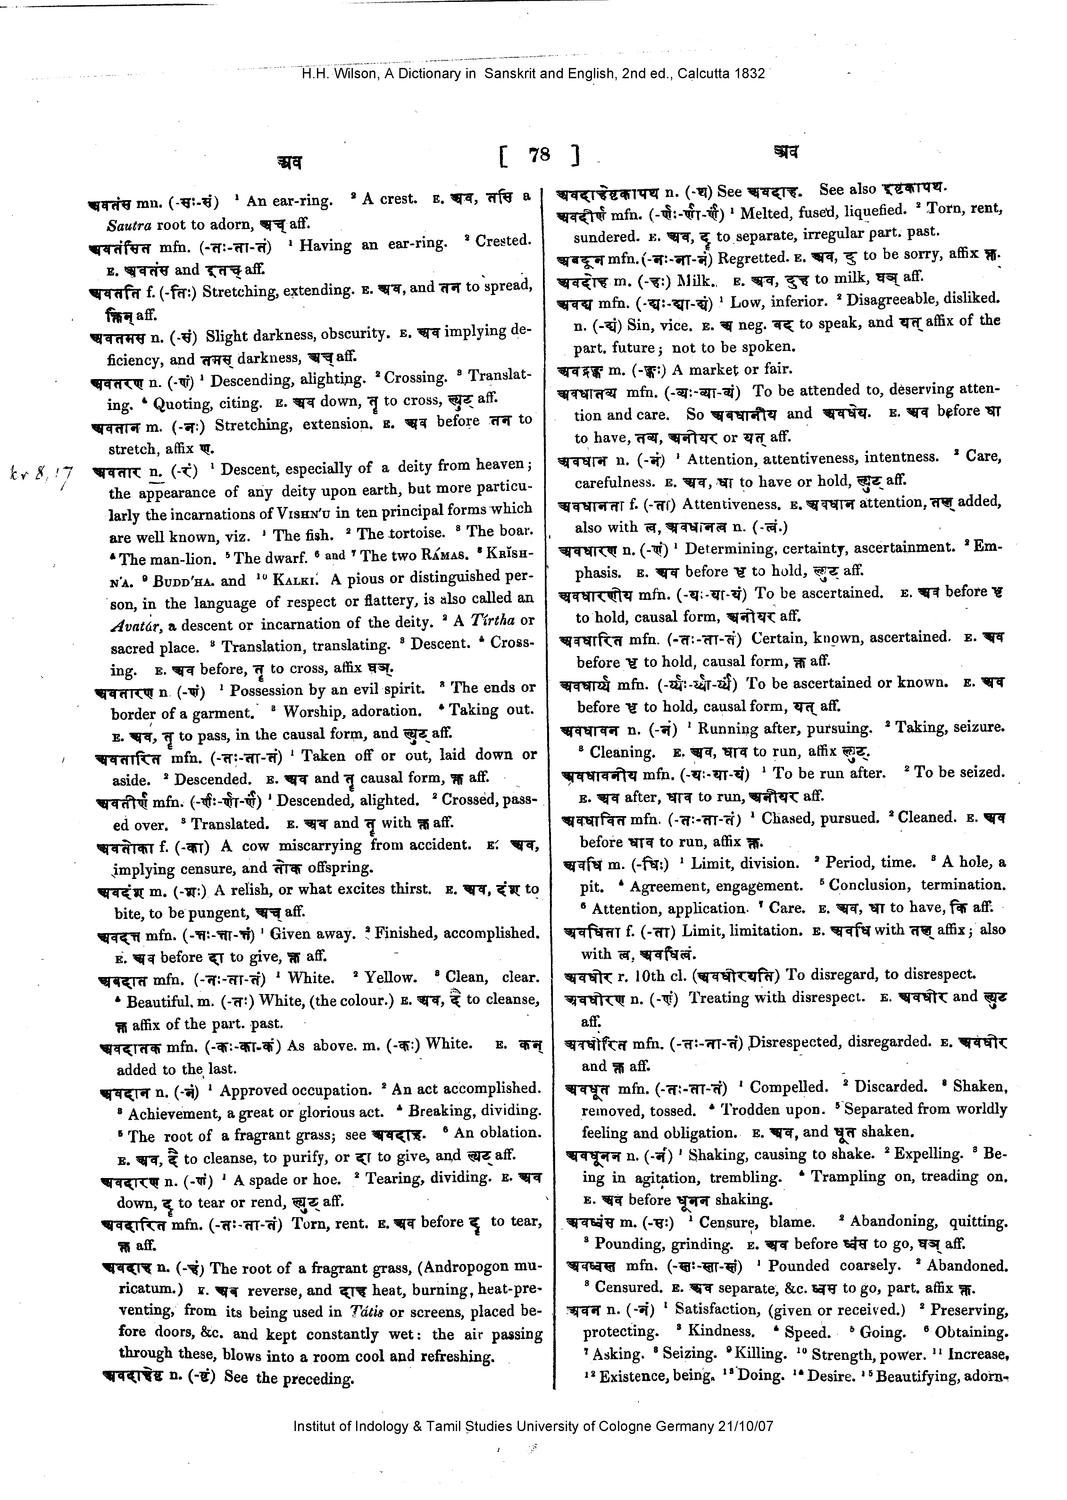 H.H. Wilson, A Dictionary in Sanskrit and English, 2nd ed., Calcutta 1832
अव
[ 78 ]
अव
अवतंस mn. (-सः-सं) ¹ An ear-ring. ² A crest. E. अव, तसि a
Sautra root to adorn, अच् aff.
अवतंसित mfn. (-तः-ता-तं) ¹ Having an ear-ring. ² Crested.
E. अवतंस and इतच् aff.
अवतति f. (-तिः) Stretching, extending. E. अव, and तन to spread,
क्तिन् aff.
अवतमस n. (-सं) Slight darkness, obscurity. E. अव implying de-
ficiency, and तमस् darkness, अच् aff.
अवतरण n. (-णं) ¹ Descending, alighting. ² Crossing. ³ Translat-
ing. ⁴ Quoting, citing. E. अव down, तॄ to cross, ल्युट् aff.
अवतान m. (-नः) Stretching, extension. E. अव before तन to
stretch, affix ण.
kr 8, 17
अवतार n. (-रं) ¹ Descent, especially of a deity from heaven;
the appearance of any deity upon earth, but more particu-
larly the incarnations of VISHN'U in ten principal forms which
are well known, viz. ¹ The fish. ² The tortoise. ³ The boar.
⁴ The man-lion. ⁵ The dwarf. ⁶ and ⁷ The two RÁMAS. ⁸ KRĬSH-
N'A. ⁹ BUDD'HA. and ¹⁰ KALKI. A pious or distinguished per-
son, in the language of respect or flattery, is also called an
Avatár, a descent or incarnation of the deity. ² A Tírtha or
sacred place. ³ Translation, translating. ³ Descent. ⁴ Cross-
ing. E. अव before, तॄ to cross, affix घञ्.
अवतारण n. (-णं) ¹ Possession by an evil spirit. ² The ends or
border of a garment. ³ Worship, adoration. ⁴ Taking out.
E. अव, तॄ to pass, in the causal form, and ल्युट् aff.
अवतारित mfn. (-तः-ता-तं) ¹ Taken off or out, laid down or
aside. ² Descended. E. अव and तॄ causal form, क्त aff.
अवतीर्ण mfn. (-र्णः-र्णा-र्णं) ¹ Descended, alighted. ² Crossed, pass-
ed over. ³ Translated. E. अव and तॄ with क्त aff.
अवतोका f. (-का) A cow miscarrying from accident. E. अव,
implying censure, and तोक offspring.
अवदंश m. (-शः) A relish, or what excites thirst. E. अव, दंश to
bite, to be pungent, अच् aff.
अवदत्त mfn. (-त्तः-त्ता-त्तं) ¹ Given away. ² Finished, accomplished.
E. अव before दा to give, क्त aff.
अवदात mfn. (-तः-ता-तं) ¹ White. ² Yellow. ³ Clean, clear.
⁴ Beautiful. m. (-तः) White, (the colour.) E. अव, दै to cleanse,
क्त affix of the part. past.
अवदातक mfn. (-कः-का-कं) As above. m. (-कः) White. E. कन्
added to the last.
अवदान n. (-नं) ¹ Approved occupation. ² An act accomplished.
³ Achievement, a great or glorious act. ⁴ Breaking, dividing.
⁵ The root of a fragrant grass; see अवदाह. ⁶ An oblation.
E. अव, दै to cleanse, to purify, or दा to give, and ल्युट् aff.
अवदारण n. (-णं) ¹ A spade or hoe. ² Tearing, dividing. E. अव
down, दॄ to tear or rend, ल्युट् aff.
अवदारित mfn. (-तः-ता-तं) Torn, rent. E. अव before दॄ to tear,
क्त aff.
अवदाह n. (-हं) The root of a fragrant grass, (Andropogon mu-
ricatum.) E. अव reverse, and दाह heat, burning, heat-pre-
venting, from its being used in Tátis or screens, placed be-
fore doors, &c. and kept constantly wet: the air passing
through these, blows into a room cool and refreshing.
अवदाहेष्ट n. (-ष्टं) See the preceding.
अवदाहेष्टकापथ n. (-थ) See अवदाह. See also इष्टकापथ.
अवदीर्ण mfn. (-र्णः-र्णा-र्णं) ¹ Melted, fused, liquefied. ² Torn, rent,
sundered. E. अव, दॄ to separate, irregular part. past.
अवदून mfn. (-नः-ना-नं) Regretted. E. अव, दु to be sorry, affix क्त.
अवदोह m. (-हः) Milk. E. अव, दुह to milk, घञ् aff.
अवद्य mfn. (-द्यः-द्या-द्यं) ¹ Low, inferior. ² Disagreeable, disliked.
n. (-द्यं) Sin, vice. E. अ neg. वद to speak, and यत् affix of the
part. future; not to be spoken.
अवद्रङ्ग m. (-ङ्गः) A market or fair.
अवधातव्य mfn. (-व्यः-व्या-व्यं) To be attended to, deserving atten-
tion and care. So अवधानीय and अवधेय. E. अव before धा
to have, तव्य, अनीयर or यत् aff.
अवधान n. (-नं) ¹ Attention, attentiveness, intentness. ² Care,
carefulness. E. अव, धा to have or hold, ल्युट् aff.
अवधानता f. (-ता) Attentiveness. E. अवधान attention, तल् added,
also with त्व, अवधानत्व n. (-त्वं.)
अवधारण n. (-णं) ¹ Determining, certainty, ascertainment. ² Em-
phasis. E. अव before धृ to hold, ल्युट् aff.
अवधारणीय mfn. (-यः-या-यं) To be ascertained. E. अव before धृ
to hold, causal form, अनीयर aff.
अवधारित mfn. (-तः-ता-तं) Certain, known, ascertained. E. अव
before धृ to hold, causal form, क्त aff.
अवधार्य्य mfn. (-र्य्यः-र्य्या-र्य्यं) To be ascertained or known. E. अव
before धृ to hold, causal form, यत् aff.
अवधावन n. (-नं) ¹ Running after, pursuing. ² Taking, seizure.
³ Cleaning. E. अव, धाव to run, affix ल्युट्.
अवधावनीय mfn. (-यः-या-यं) ¹ To be run after. ² To be seized.
E. अव after, धाव to run, अनीयर aff.
अवधावित mfn. (-तः-ता-तं) ¹ Chased, pursued. ² Cleaned. E. अव
before धाव to run, affix क्त.
अवधि m. (-धिः) ¹ Limit, division. ² Period, time. ³ A hole, a
pit. ⁴ Agreement, engagement. ⁵ Conclusion, termination.
⁶ Attention, application. ⁷ Care. E. अव, धा to have, कि aff.
अवधिता f. (-ता) Limit, limitation. E. अवधि with तल् affix; also
with त्व, अवधित्वं.
अवधीर r. 10th cl. (अवधीरयति) To disregard, to disrespect.
अवधीरण n. (-णं) Treating with disrespect. E. अवधीर and ल्युट
aff.
अवधीरित mfn. (-तः-ता-तं) Disrespected, disregarded. E. अवधीर
and क्त aff.
अवधूत mfn. (-तः-ता-तं) ¹ Compelled. ² Discarded. ³ Shaken,
removed, tossed. ⁴ Trodden upon. ⁵ Separated from worldly
feeling and obligation. E. अव, and धूत shaken.
अवधूनन n. (-नं) ¹ Shaking, causing to shake. ² Expelling. ³ Be-
ing in agitation, trembling. ⁴ Trampling on, treading on.
E. अव before धूनन shaking.
अवध्वंस m. (-सः) ¹ Censure, blame. ² Abandoning, quitting.
³ Pounding, grinding. E. अव before ध्वंस to go, घञ् aff.
अवध्वस्त mfn. (-स्तः-स्ता-स्तं) ¹ Pounded coarsely. ² Abandoned.
³ Censured. E. अव separate, &c. ध्वस to go, part. affix क्त.
अवन n. (-नं) ¹ Satisfaction, (given or received.) ² Preserving,
protecting. ³ Kindness. ⁴ Speed. ⁵ Going. ⁶ Obtaining.
⁷ Asking. ⁸ Seizing. ⁹ Killing. ¹⁰ Strength, power. ¹¹ Increase,
¹² Existence, being. ¹³ Doing. ¹⁴ Desire. ¹⁵ Beautifying, adorn-
Institut of Indology & Tamil Studies University of Cologne Germany 21/10/07